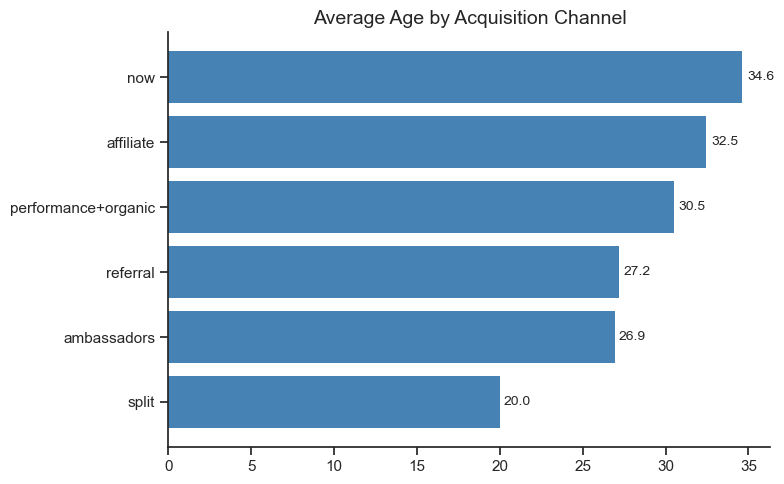 Average Age by Acquisition Channel
now 34.6
affiliate 32.5
performance+organic 30.5
referral 27.2
ambassadors 26.9
split 20.0
0 5 10 15 20 25 30 35